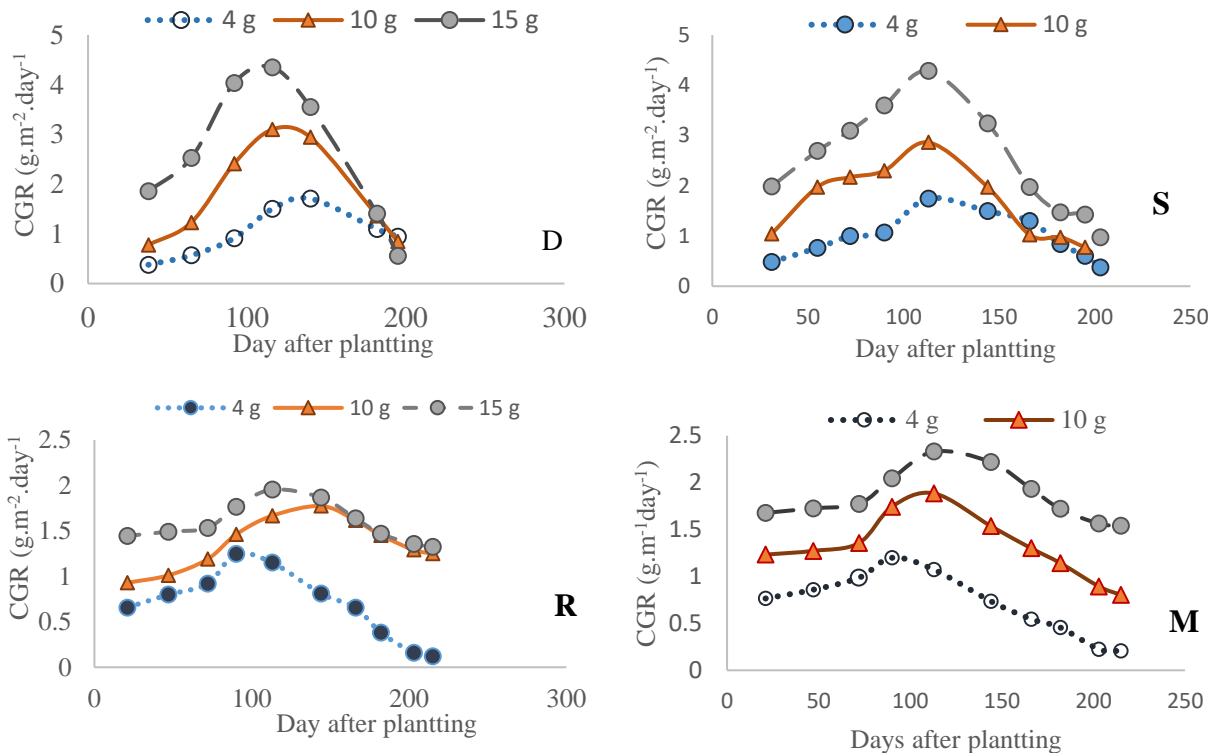 4 g 10 g 15 g
CGR (g.m-2.day-1)
5
4
3
2
1
0
0 100 200 300
Day after plantting
D
4 g 10 g
CGR (g.m-2.day-1)
5
4
3
2
1
0
0 50 100 150 200 250
Day after plantting
S
4 g 10 g 15 g
CGR (g.m-2.day-1)
2.5
2
1.5
1
0.5
0
0 100 200 300
Day after plantting
R
4 g 10 g
CGR (g.m-1day-1)
2.5
2
1.5
1
0.5
0
0 50 100 150 200 250
Days after plantting
M